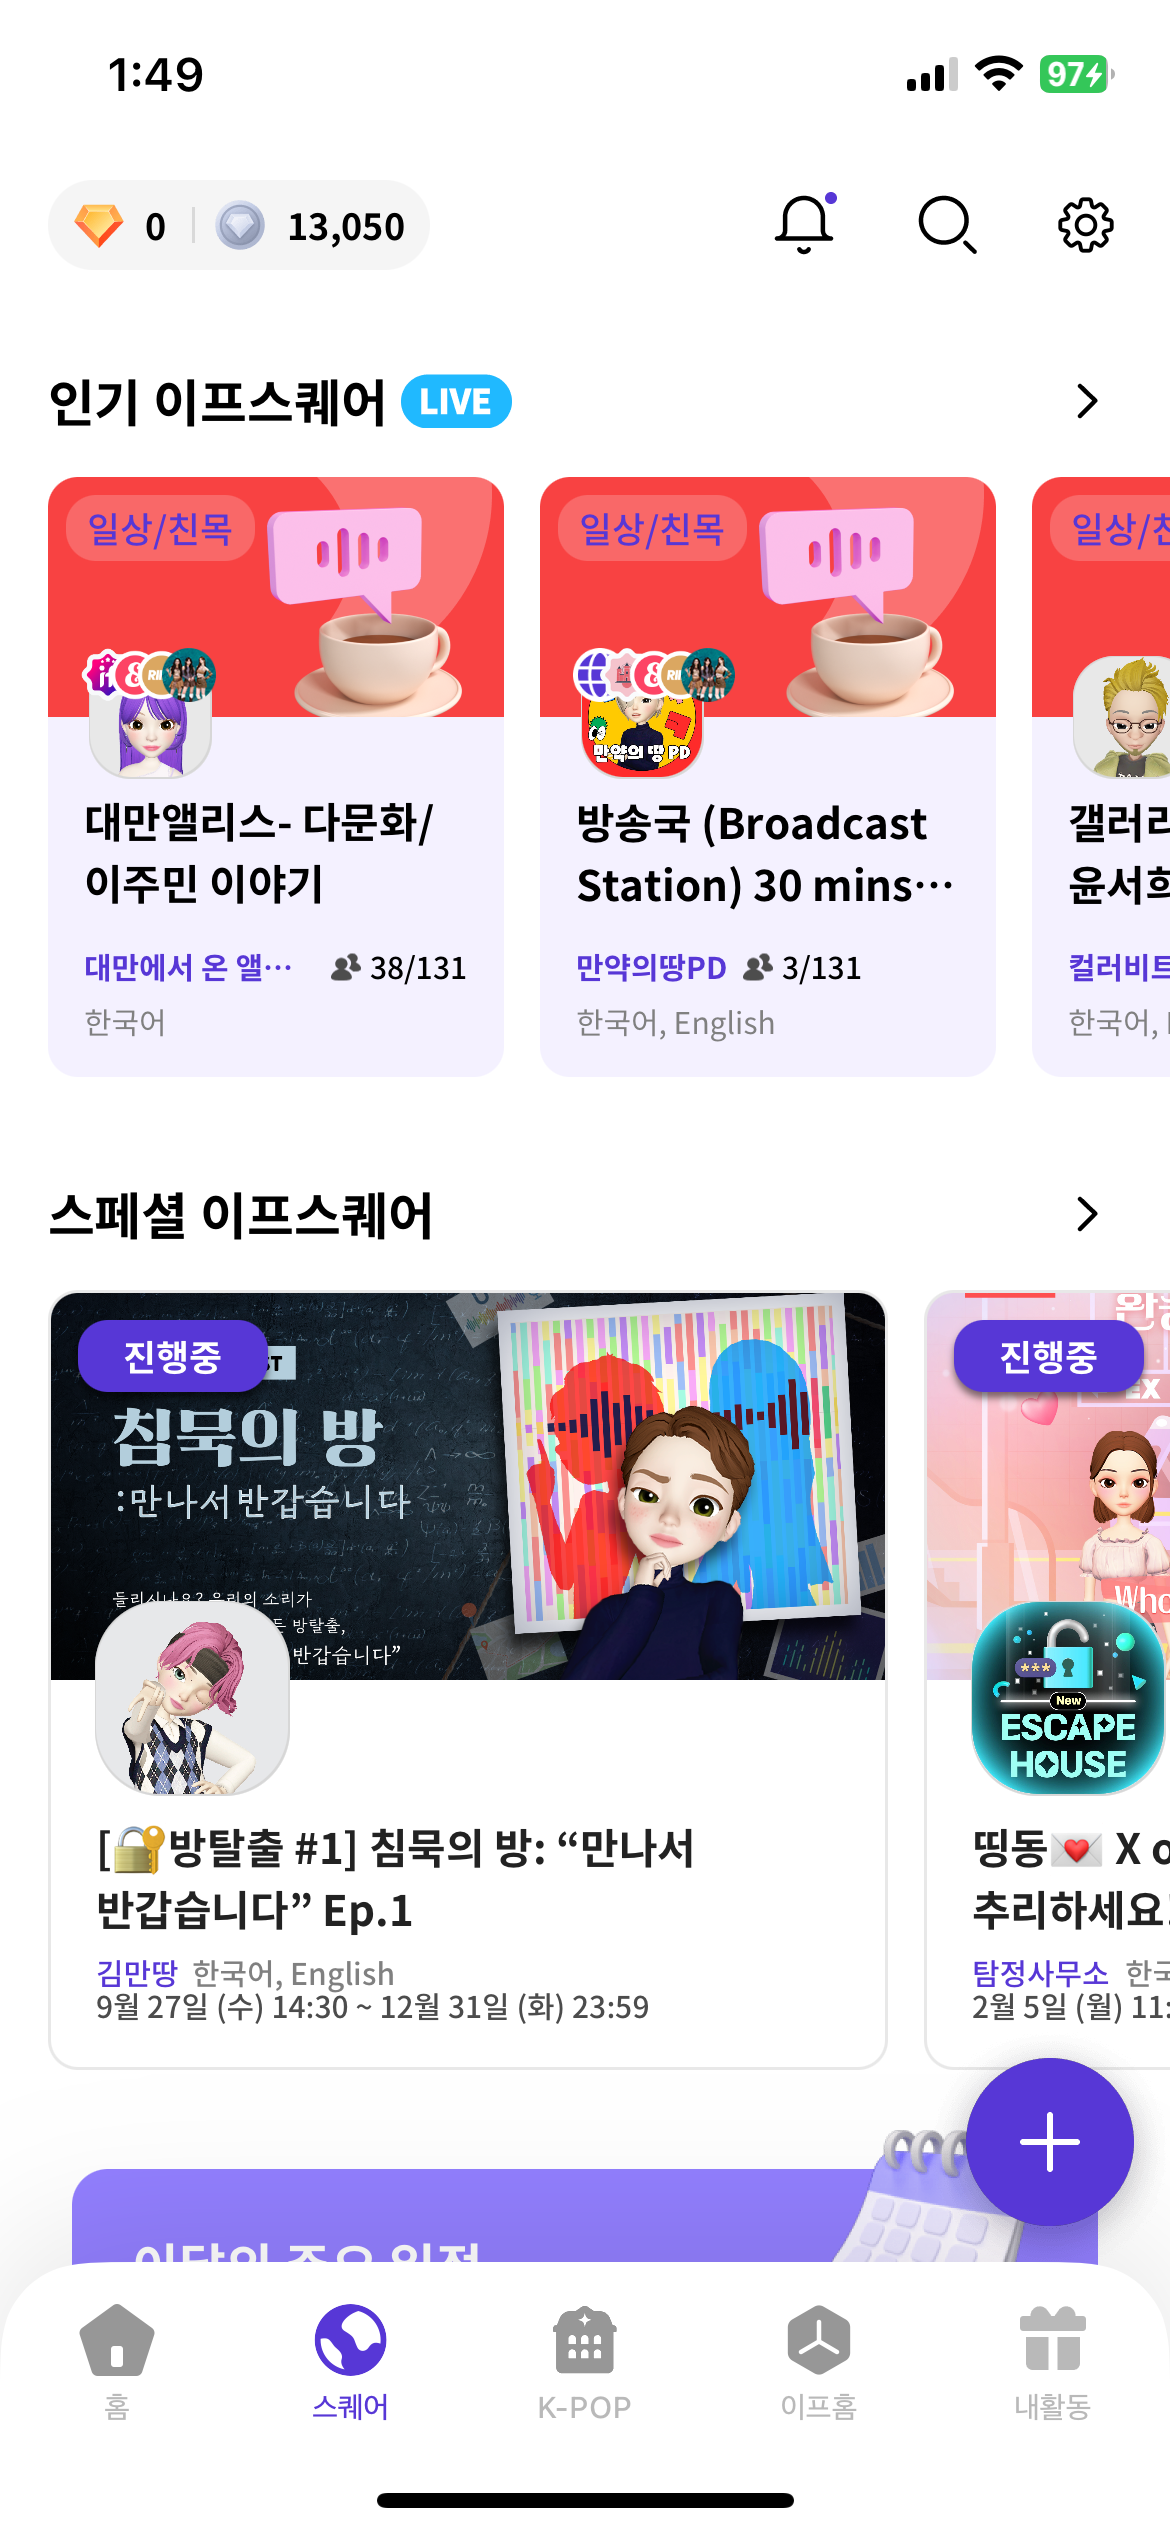 1:49
97
0
13,050
인기 이프스퀘어 LIVE
일상/친목
일상/친목
일상/친
만약의 땅 PD
대만앨리스- 다문화/
이주민 이야기
대만에서 온 앨··· 38/131
한국어
방송국 (Broadcast
Station) 30 mins···
만약의땅PD 3/131
한국어, English
갤러리
윤서희
컬러비트
한국어,
스페셜 이프스퀘어
진행중
침묵의 방
:만나서반갑습니다
들리시나요? 우리의 소리가
방탈출,
반갑습니다”
[🔐방탈출 #1] 침묵의 방: “만나서
반갑습니다” Ep.1
김만땅 한국어, English
9월 27일 (수) 14:30 ~ 12월 31일 (화) 23:59
진행중
EX
Who
***
New
ESCAPE
HOUSE
띵동💌 X
추리하세요
탐정사무소 한국
2월 5일 (월) 11:
이달의 주요 일정
홈
스퀘어
K-POP
이프홈
내활동